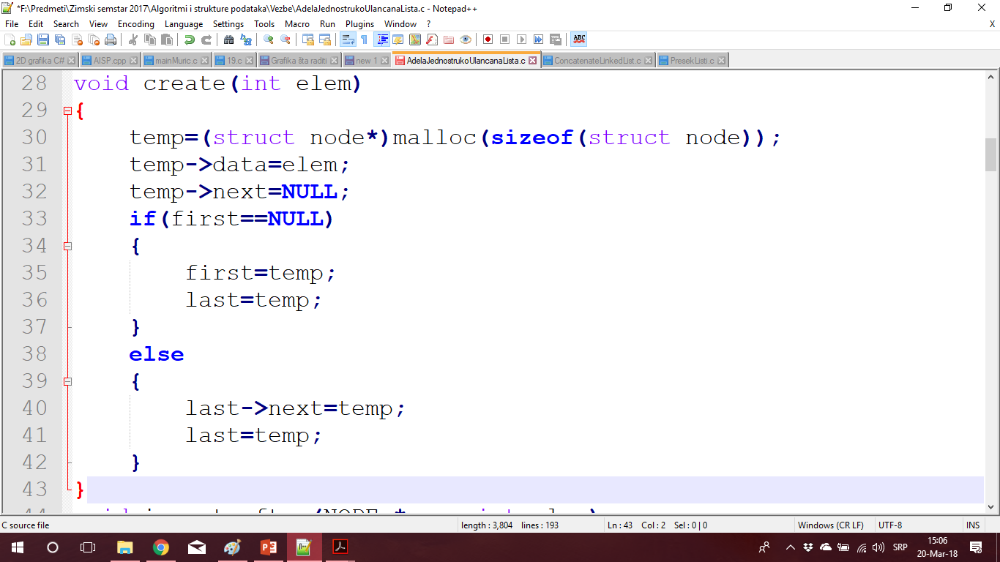 *F:\Predmeti\Zimski semstar 2017\Algoritmi i strukture podataka\Vezbe\AdelaJednostrukoUlancanaLista.c - Notepad++
File Edit Search View Encoding Language Settings Tools Macro Run Plugins Window ? X
2D grafika C# AISP.cpp mainMuric.c 19.c Grafika šta raditi new 1 AdelaJednostrukoUlancanaLista.c ConcatenateLinkedList.c PresekListi.c
28 void create(int elem)
29 {
30 temp=(struct node*)malloc(sizeof(struct node));
31 temp->data=elem;
32 temp->next=NULL;
33 if(first==NULL)
34 {
35 first=temp;
36 last=temp;
37 }
38 else
39 {
40 last->next=temp;
41 last=temp;
42 }
43 }
C source file length : 3,804 lines : 193 Ln : 43 Col : 2 Sel : 0 | 0 Windows (CR LF) UTF-8 INS
SRP 15:06
20-Mar-18